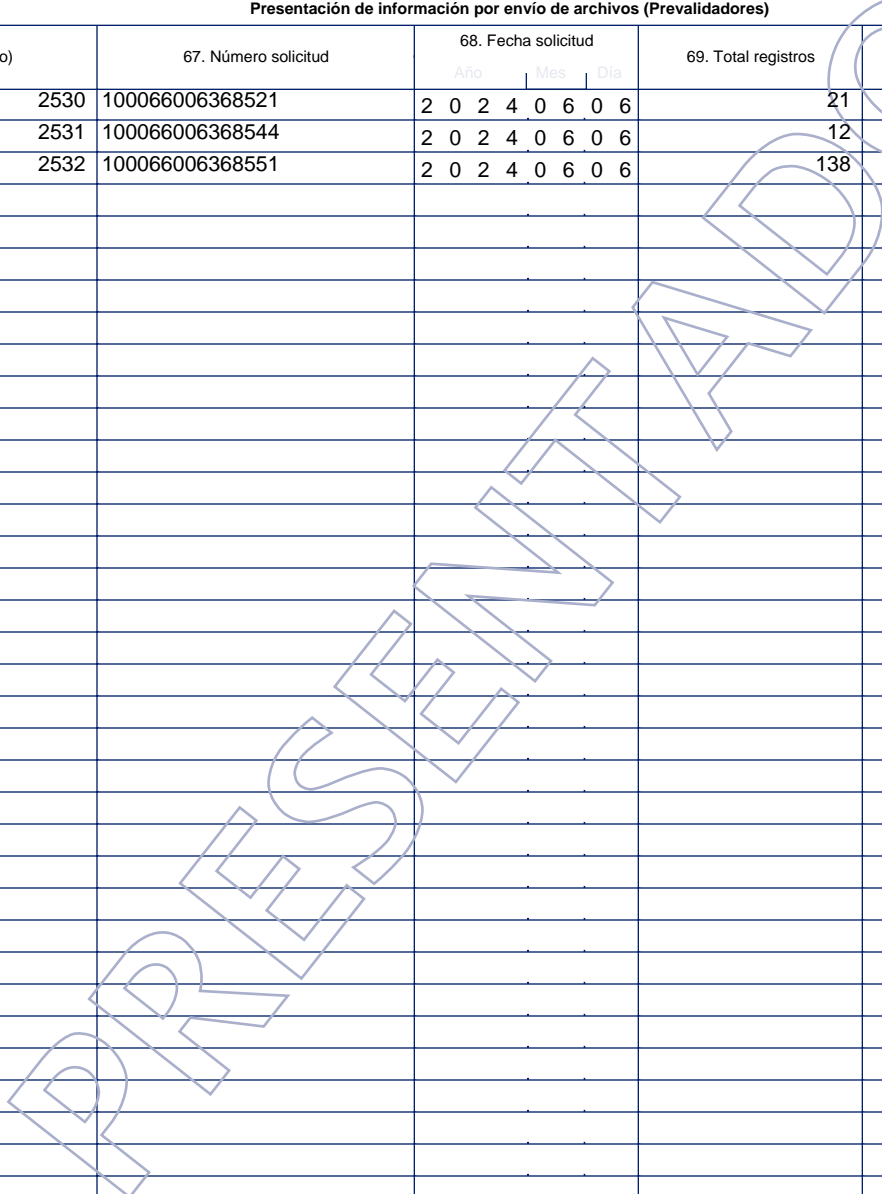 Presentación de información por envío de archivos (Prevalidadores)
o) 67. Número solicitud 68. Fecha solicitud 69. Total registros
Año Mes Día
2530 100066006368521 2 0 2 4 0 6 0 6 21
2531 100066006368544 2 0 2 4 0 6 0 6 12
2532 100066006368551 2 0 2 4 0 6 0 6 138
PRESENTADO